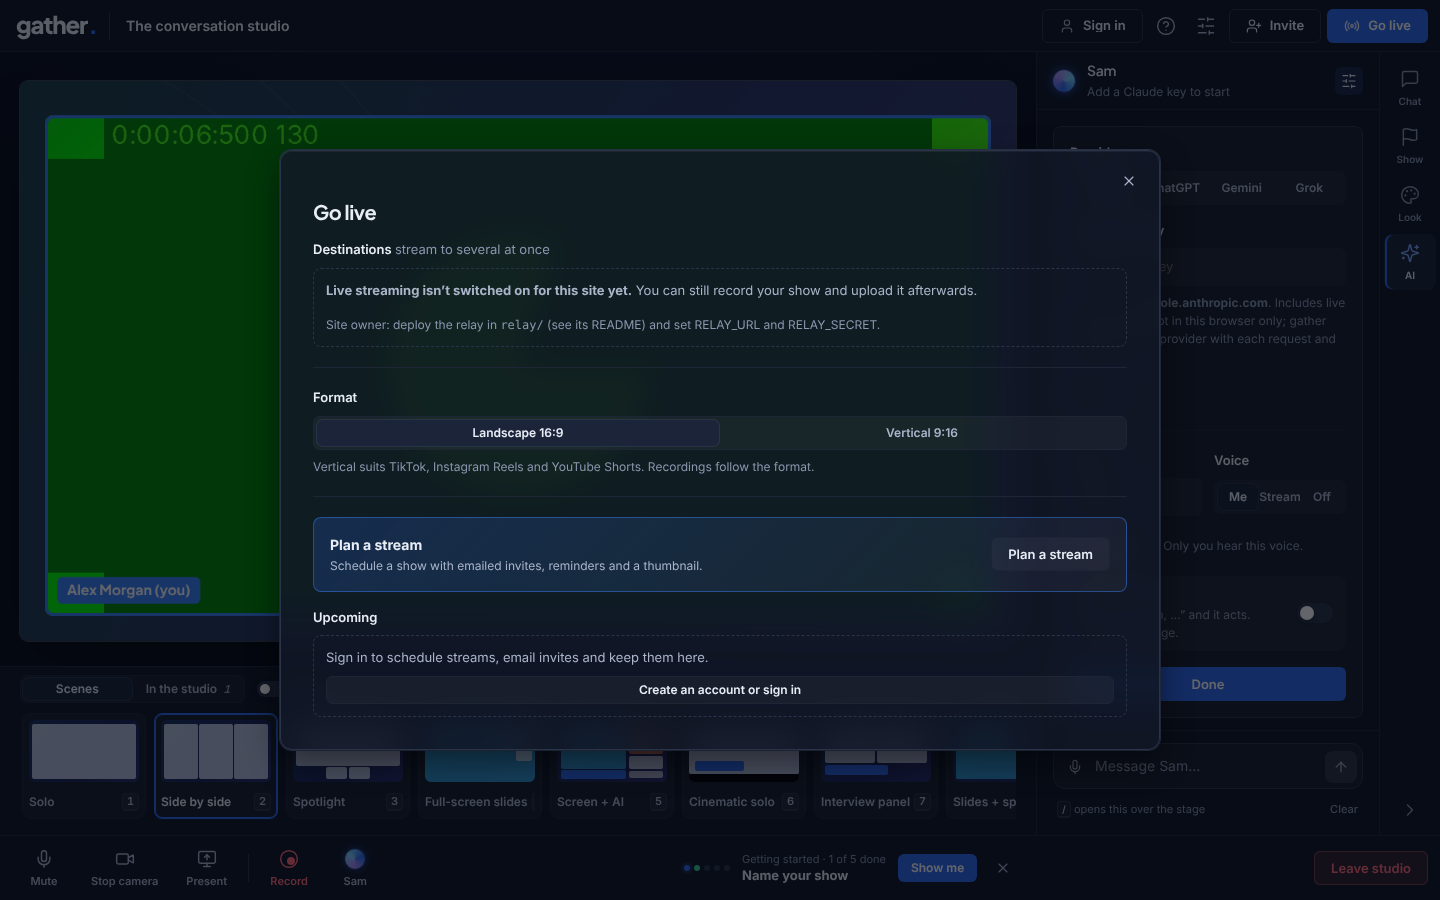 gather.
The conversation studio
Sign in
Invite
Go live
0:00:06:500 130
Alex Morgan (you)
Sam
Add a Claude key to start
Chat
Show
Look
AI
Gemini
Grok
Includes live
in this browser only; gather
provider with each request and
Voice
Me
Stream
Off
Only you hear this voice.
and it acts.
Done
Message Sam...
/ opens this over the stage
Clear
Go live
Destinations stream to several at once
Live streaming isn't switched on for this site yet. You can still record your show and upload it afterwards.
Site owner: deploy the relay in relay/ (see its README) and set RELAY_URL and RELAY_SECRET.
Format
Landscape 16:9
Vertical 9:16
Vertical suits TikTok, Instagram Reels and YouTube Shorts. Recordings follow the format.
Plan a stream
Schedule a show with emailed invites, reminders and a thumbnail.
Plan a stream
Upcoming
Sign in to schedule streams, email invites and keep them here.
Create an account or sign in
Scenes
In the studio 1
Solo 1
Side by side 2
Spotlight 3
Full-screen slides
Screen + AI 5
Cinematic solo 6
Interview panel 7
Slides + sp
Mute
Stop camera
Present
Record
Sam
Getting started · 1 of 5 done
Name your show
Show me
Leave studio